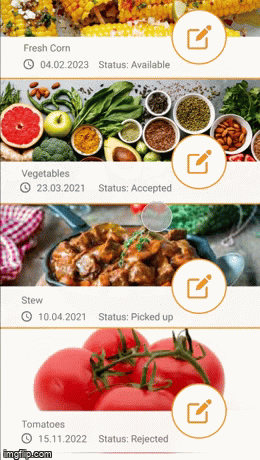 Fresh Corn
04.02.2023 Status: Available
Vegetables
23.03.2021 Status: Accepted
Stew
10.04.2021 Status: Picked up
Tomatoes
15.11.2022 Status: Rejected
imgflip.com